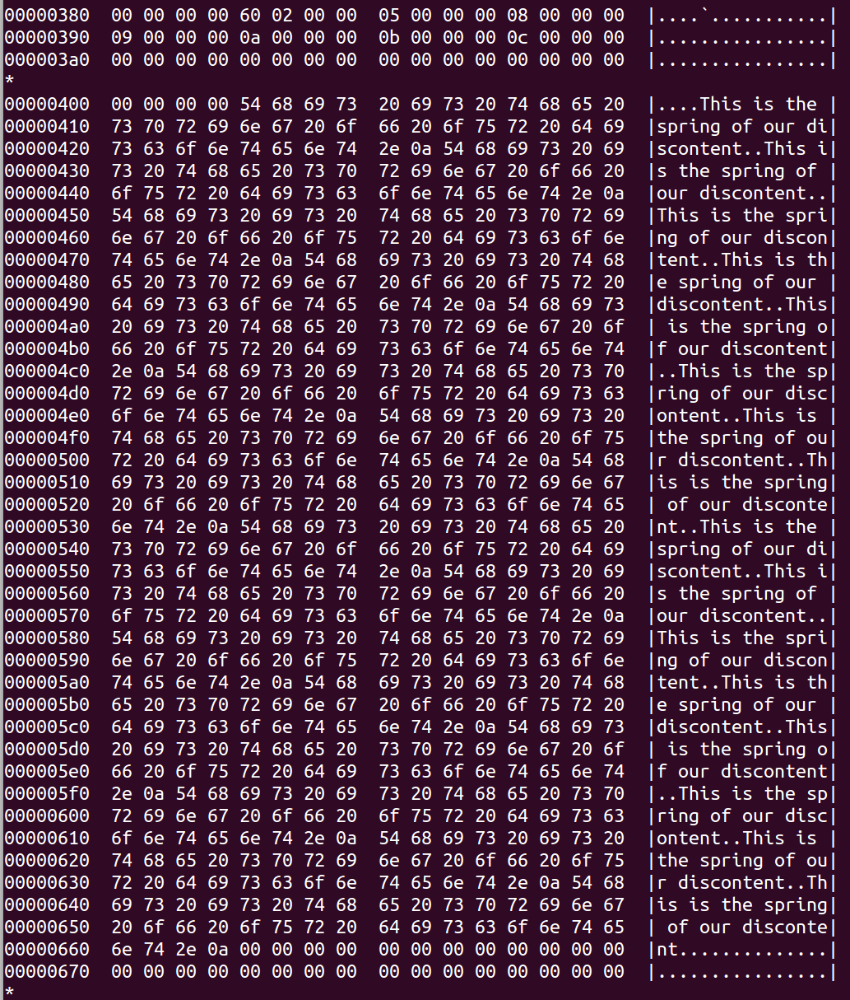 00000380  00 00 00 00 60 02 00 00  05 00 00 00 08 00 00 00  |....`...........|
00000390  09 00 00 00 0a 00 00 00  0b 00 00 00 0c 00 00 00  |................|
000003a0  00 00 00 00 00 00 00 00  00 00 00 00 00 00 00 00  |................|
*
00000400  00 00 00 00 54 68 69 73  20 69 73 20 74 68 65 20  |....This is the |
00000410  73 70 72 69 6e 67 20 6f  66 20 6f 75 72 20 64 69  |spring of our di|
00000420  73 63 6f 6e 74 65 6e 74  2e 0a 54 68 69 73 20 69  |scontent..This i|
00000430  73 20 74 68 65 20 73 70  72 69 6e 67 20 6f 66 20  |s the spring of |
00000440  6f 75 72 20 64 69 73 63  6f 6e 74 65 6e 74 2e 0a  |our discontent..|
00000450  54 68 69 73 20 69 73 20  74 68 65 20 73 70 72 69  |This is the spri|
00000460  6e 67 20 6f 66 20 6f 75  72 20 64 69 73 63 6f 6e  |ng of our discon|
00000470  74 65 6e 74 2e 0a 54 68  69 73 20 69 73 20 74 68  |tent..This is th|
00000480  65 20 73 70 72 69 6e 67  20 6f 66 20 6f 75 72 20  |e spring of our |
00000490  64 69 73 63 6f 6e 74 65  6e 74 2e 0a 54 68 69 73  |discontent..This|
000004a0  20 69 73 20 74 68 65 20  73 70 72 69 6e 67 20 6f  | is the spring o|
000004b0  66 20 6f 75 72 20 64 69  73 63 6f 6e 74 65 6e 74  |f our discontent|
000004c0  2e 0a 54 68 69 73 20 69  73 20 74 68 65 20 73 70  |..This is the sp|
000004d0  72 69 6e 67 20 6f 66 20  6f 75 72 20 64 69 73 63  |ring of our disc|
000004e0  6f 6e 74 65 6e 74 2e 0a  54 68 69 73 20 69 73 20  |ontent..This is |
000004f0  74 68 65 20 73 70 72 69  6e 67 20 6f 66 20 6f 75  |the spring of ou|
00000500  72 20 64 69 73 63 6f 6e  74 65 6e 74 2e 0a 54 68  |r discontent..Th|
00000510  69 73 20 69 73 20 74 68  65 20 73 70 72 69 6e 67  |is is the spring|
00000520  20 6f 66 20 6f 75 72 20  64 69 73 63 6f 6e 74 65  | of our disconte|
00000530  6e 74 2e 0a 54 68 69 73  20 69 73 20 74 68 65 20  |nt..This is the |
00000540  73 70 72 69 6e 67 20 6f  66 20 6f 75 72 20 64 69  |spring of our di|
00000550  73 63 6f 6e 74 65 6e 74  2e 0a 54 68 69 73 20 69  |scontent..This i|
00000560  73 20 74 68 65 20 73 70  72 69 6e 67 20 6f 66 20  |s the spring of |
00000570  6f 75 72 20 64 69 73 63  6f 6e 74 65 6e 74 2e 0a  |our discontent..|
00000580  54 68 69 73 20 69 73 20  74 68 65 20 73 70 72 69  |This is the spri|
00000590  6e 67 20 6f 66 20 6f 75  72 20 64 69 73 63 6f 6e  |ng of our discon|
000005a0  74 65 6e 74 2e 0a 54 68  69 73 20 69 73 20 74 68  |tent..This is th|
000005b0  65 20 73 70 72 69 6e 67  20 6f 66 20 6f 75 72 20  |e spring of our |
000005c0  64 69 73 63 6f 6e 74 65  6e 74 2e 0a 54 68 69 73  |discontent..This|
000005d0  20 69 73 20 74 68 65 20  73 70 72 69 6e 67 20 6f  | is the spring o|
000005e0  66 20 6f 75 72 20 64 69  73 63 6f 6e 74 65 6e 74  |f our discontent|
000005f0  2e 0a 54 68 69 73 20 69  73 20 74 68 65 20 73 70  |..This is the sp|
00000600  72 69 6e 67 20 6f 66 20  6f 75 72 20 64 69 73 63  |ring of our disc|
00000610  6f 6e 74 65 6e 74 2e 0a  54 68 69 73 20 69 73 20  |ontent..This is |
00000620  74 68 65 20 73 70 72 69  6e 67 20 6f 66 20 6f 75  |the spring of ou|
00000630  72 20 64 69 73 63 6f 6e  74 65 6e 74 2e 0a 54 68  |r discontent..Th|
00000640  69 73 20 69 73 20 74 68  65 20 73 70 72 69 6e 67  |is is the spring|
00000650  20 6f 66 20 6f 75 72 20  64 69 73 63 6f 6e 74 65  | of our disconte|
00000660  6e 74 2e 0a 00 00 00 00  00 00 00 00 00 00 00 00  |nt..............|
00000670  00 00 00 00 00 00 00 00  00 00 00 00 00 00 00 00  |................|
*